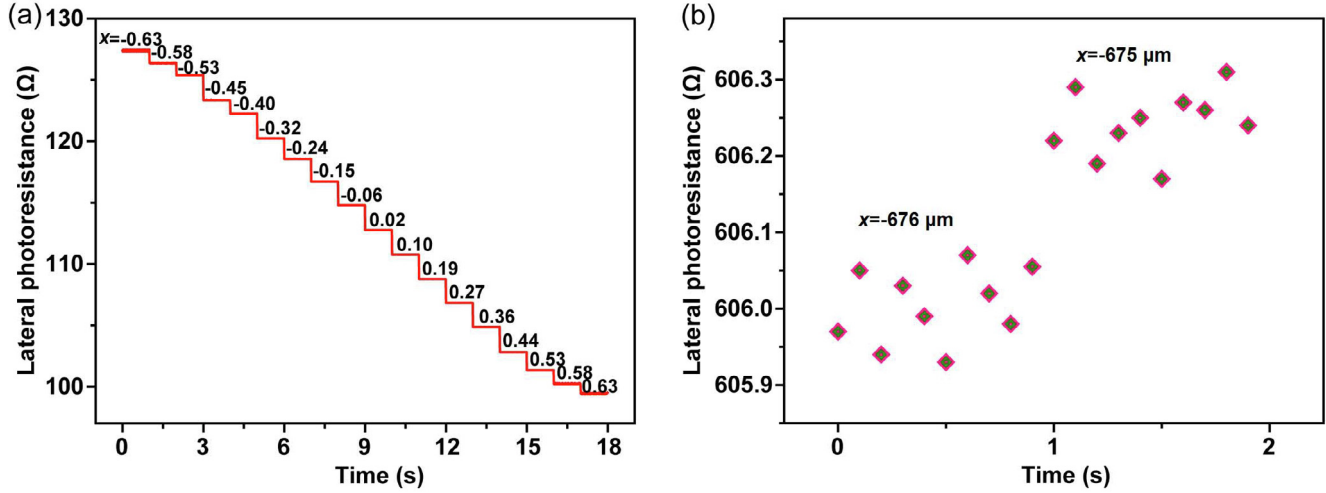 (a)
Lateral photoresistance (Ω)
130
120
110
100
x=-0.63
-0.58
-0.53
-0.45
-0.40
-0.32
-0.24
-0.15
-0.06
0.02
0.10
0.19
0.27
0.36
0.44
0.53
0.58
0.63
0 3 6 9 12 15 18
Time (s)
(b)
Lateral photoresistance (Ω)
606.3
606.2
606.1
606.0
605.9
x=-675 μm
x=-676 μm
0 1 2
Time (s)